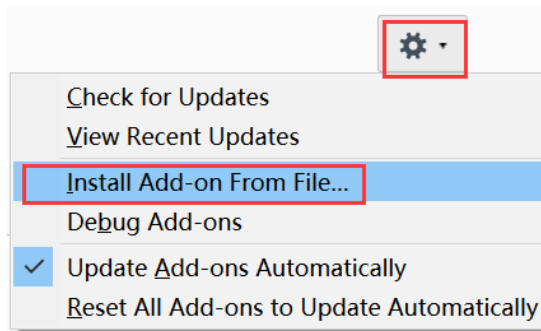 Check for Updates
View Recent Updates
Install Add-on From File...
Debug Add-ons
Update Add-ons Automatically
Reset All Add-ons to Update Automatically